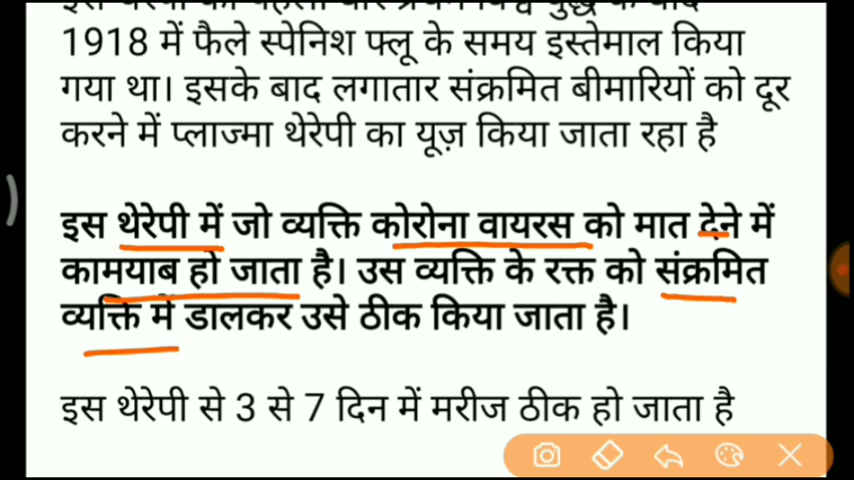 1918 में फैले स्पेनिश फ्लू के समय इस्तेमाल किया
गया था। इसके बाद लगातार संक्रमित बीमारियों को दूर
करने में प्लाज्मा थेरेपी का यूज़ किया जाता रहा है
इस थेरेपी में जो व्यक्ति कोरोना वायरस को मात देने में
कामयाब हो जाता है। उस व्यक्ति के रक्त को संक्रमित
व्यक्ति में डालकर उसे ठीक किया जाता है।
इस थेरेपी से 3 से 7 दिन में मरीज ठीक हो जाता है